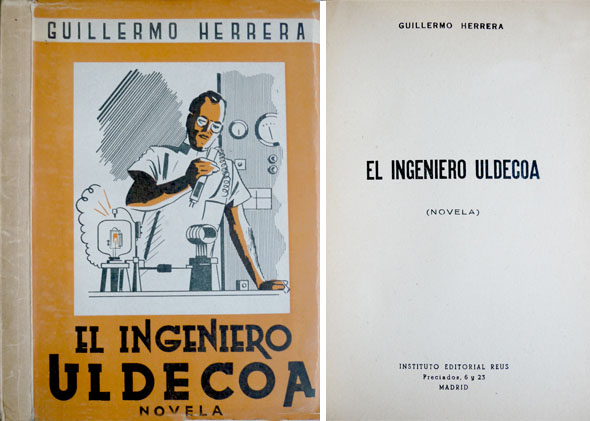 GUILLERMO HERRERA
EL INGENIERO
ULDECOA
NOVELA
GUILLERMO HERRERA
EL INGENIERO ULDECOA
(NOVELA)
INSTITUTO EDITORIAL REUS
Preciados, 6 y 23
MADRID